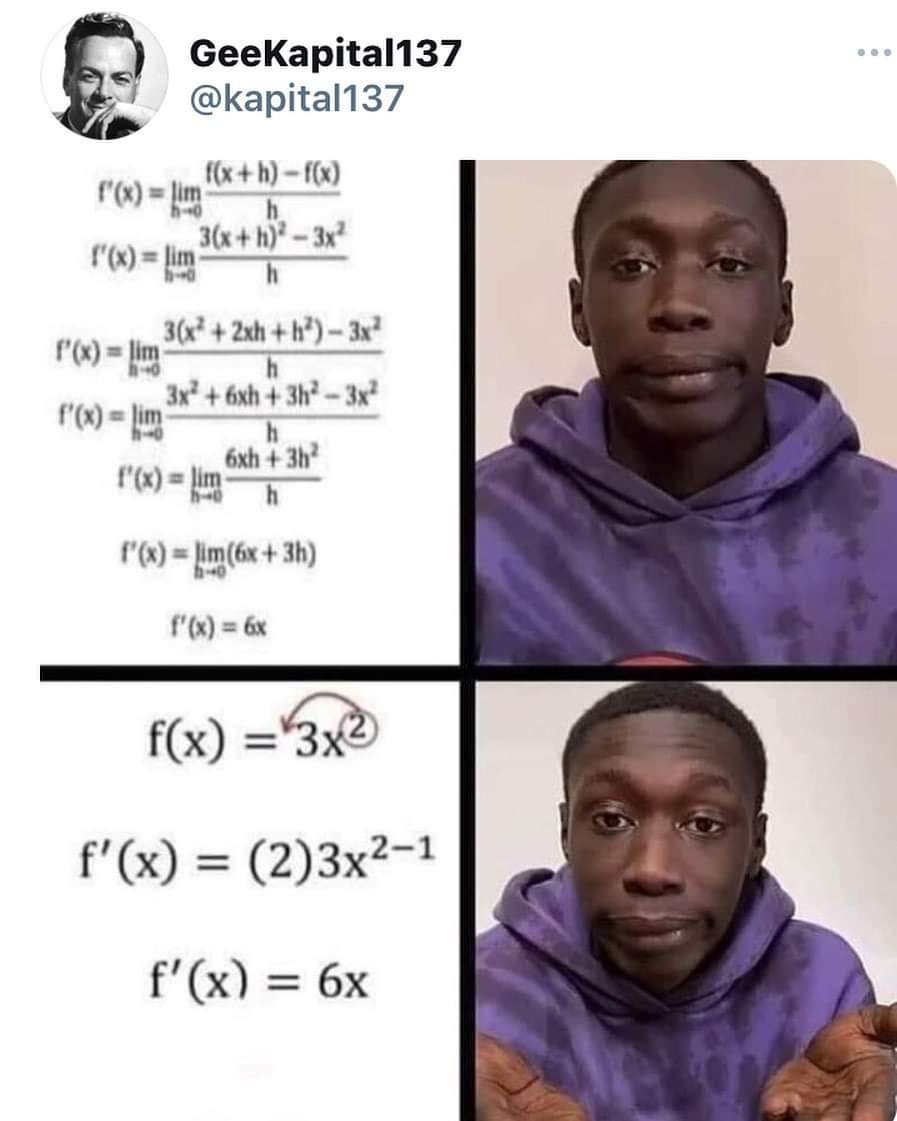 GeeKapital137
@kapital137
f'(x) = lim h→0 f(x + h) – f(x) / h
f'(x) = lim h→0 3(x + h)² – 3x² / h
f'(x) = lim h→0 3(x² + 2xh + h²) – 3x² / h
f'(x) = lim h→0 3x² + 6xh + 3h² – 3x² / h
f'(x) = lim h→0 6xh + 3h² / h
f'(x) = lim h→0 (6x + 3h)
f'(x) = 6x
f(x) = 3x²
f'(x) = (2)3x²⁻¹
f'(x) = 6x